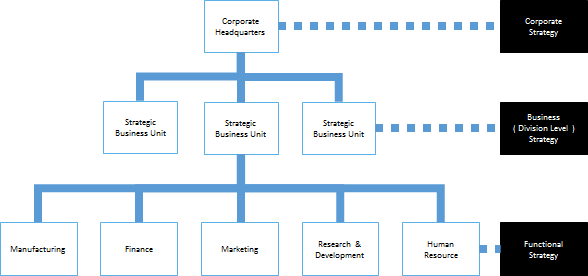 Corporate
Headquarters
Corporate
Strategy
Strategic
Business Unit
Strategic
Business Unit
Strategic
Business Unit
Business
( Division Level )
Strategy
Manufacturing
Finance
Marketing
Research &
Development
Human
Resource
Functional
Strategy